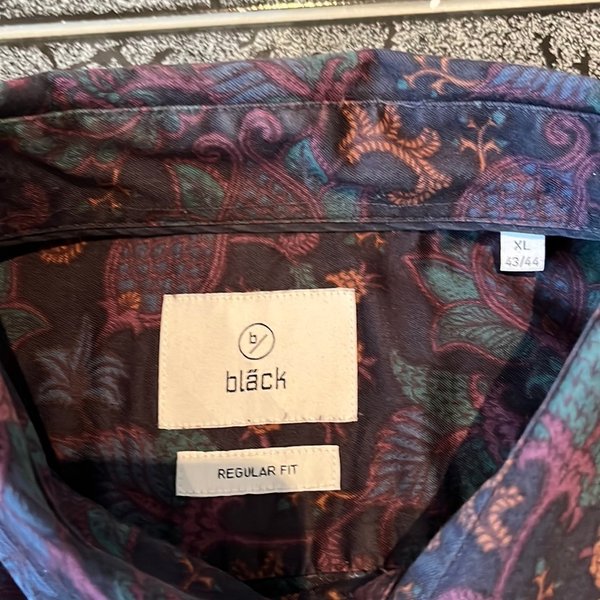 XL
43/44
b/
bläck
REGULAR FIT